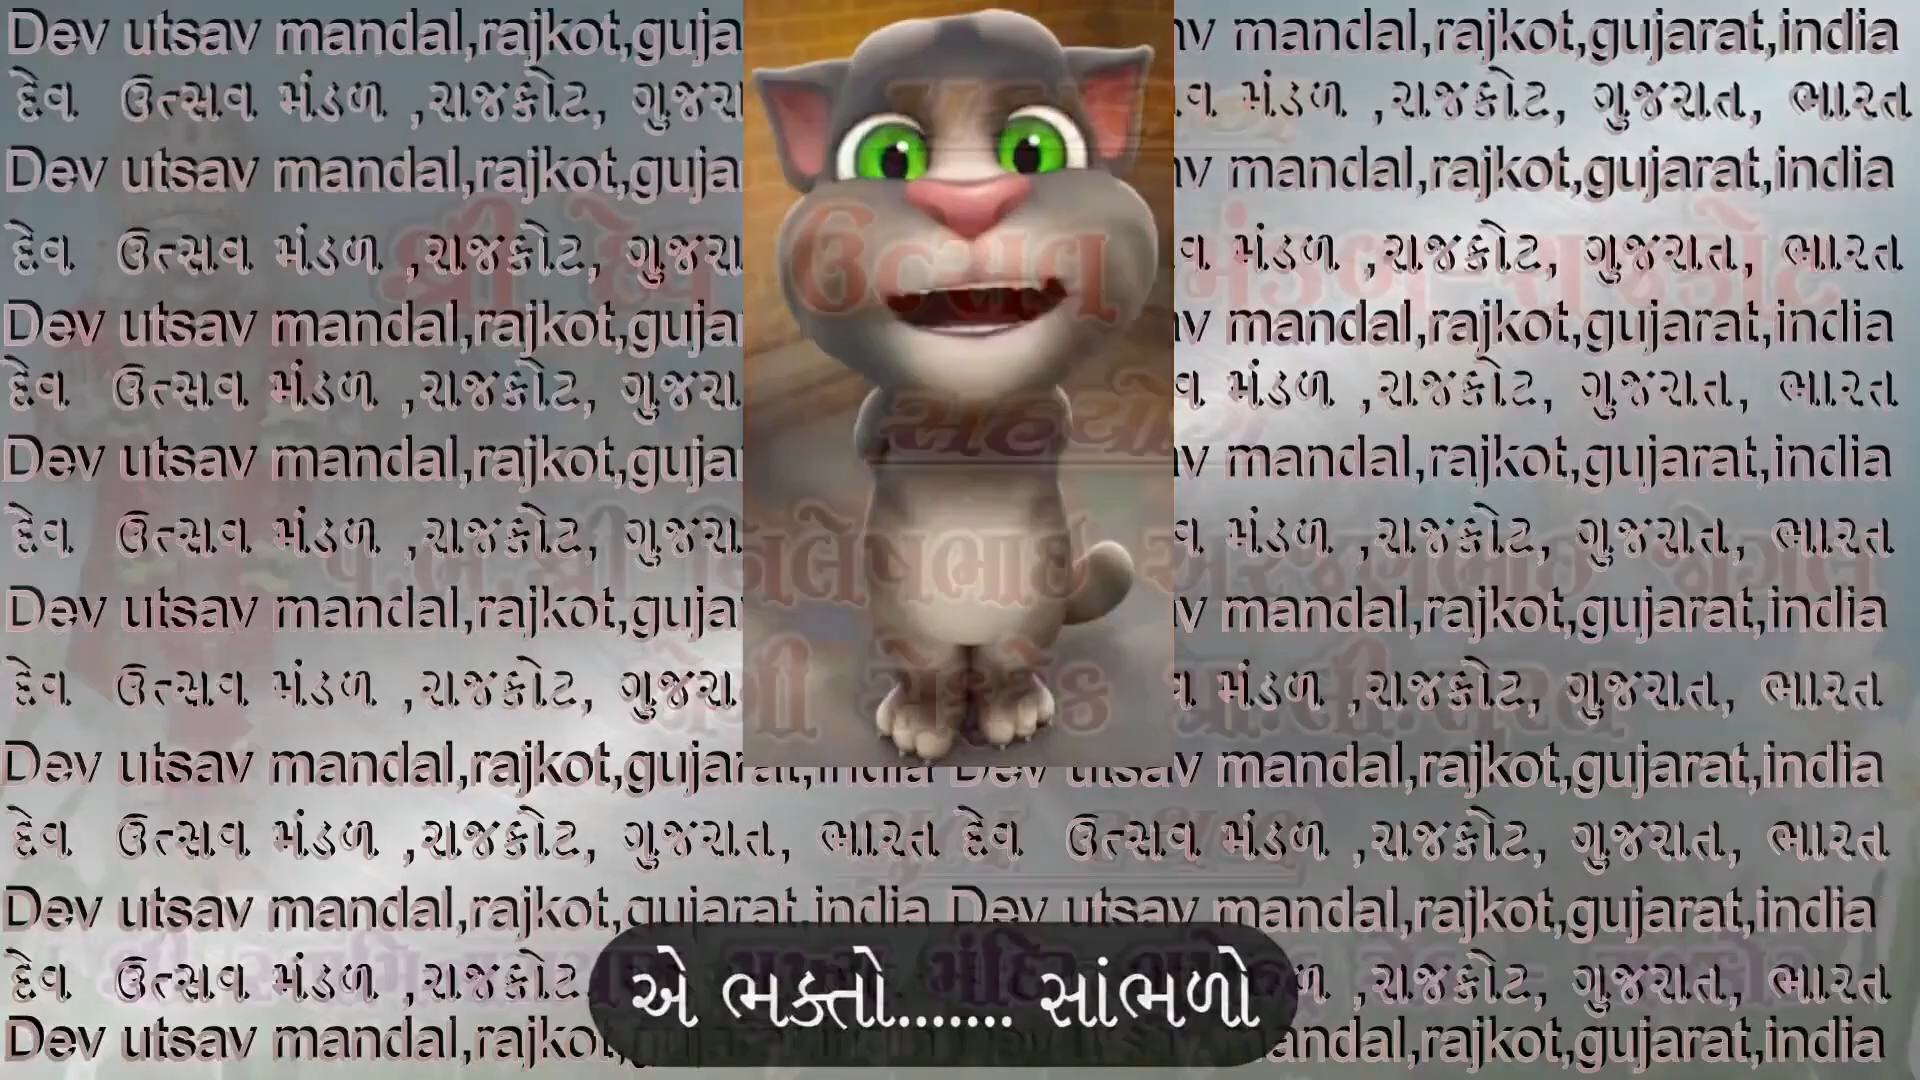 Dev utsav mandal,rajkot,guja v mandal,rajkot,gujarat,india
દેવ ઉત્સવ મંડળ ,રાજકોટ, ગુજરા વ મંડળ ,રાજકોટ, ગુજરાત, ભારત
Dev utsav mandal,rajkot,guja v mandal,rajkot,gujarat,india
શ્રી દેવ ઉત્સવ મંડળ-રાજકોટ
દેવ ઉત્સવ મંડળ ,રાજકોટ, ગુજરા વ મંડળ ,રાજકોટ, ગુજરાત, ભારત
Dev utsav mandal,rajkot,guja v mandal,rajkot,gujarat,india
દેવ ઉત્સવ મંડળ ,રાજકોટ, ગુજરા વ મંડળ ,રાજકોટ, ગુજરાત, ભારત
સહયોગ
Dev utsav mandal,rajkot,guja v mandal,rajkot,gujarat,india
દેવ ઉત્સવ મંડળ ,રાજકોટ, ગુજરા વ મંડળ ,રાજકોટ, ગુજરાત, ભારત
Dev utsav mandal,rajkot,guja v mandal,rajkot,gujarat,india
દેવ ઉત્સવ મંડળ ,રાજકોટ, ગુજરા વ મંડળ ,રાજકોટ, ગુજરાત, ભારત
Dev utsav mandal,rajkot,gujarat,india Dev utsav mandal,rajkot,gujarat,india
દેવ ઉત્સવ મંડળ ,રાજકોટ, ગુજરાત, ભારત દેવ ઉત્સવ મંડળ ,રાજકોટ, ગુજરાત, ભારત
Dev utsav mandal,rajkot,gujarat,india Dev utsav mandal,rajkot,gujarat,india
દેવ ઉત્સવ મંડળ ,રાજકોટ ,રાજકોટ, ગુજરાત, ભારત
એ ભક્તો....... સાંભળો
Dev utsav mandal,rajkot mandal,rajkot,gujarat,india